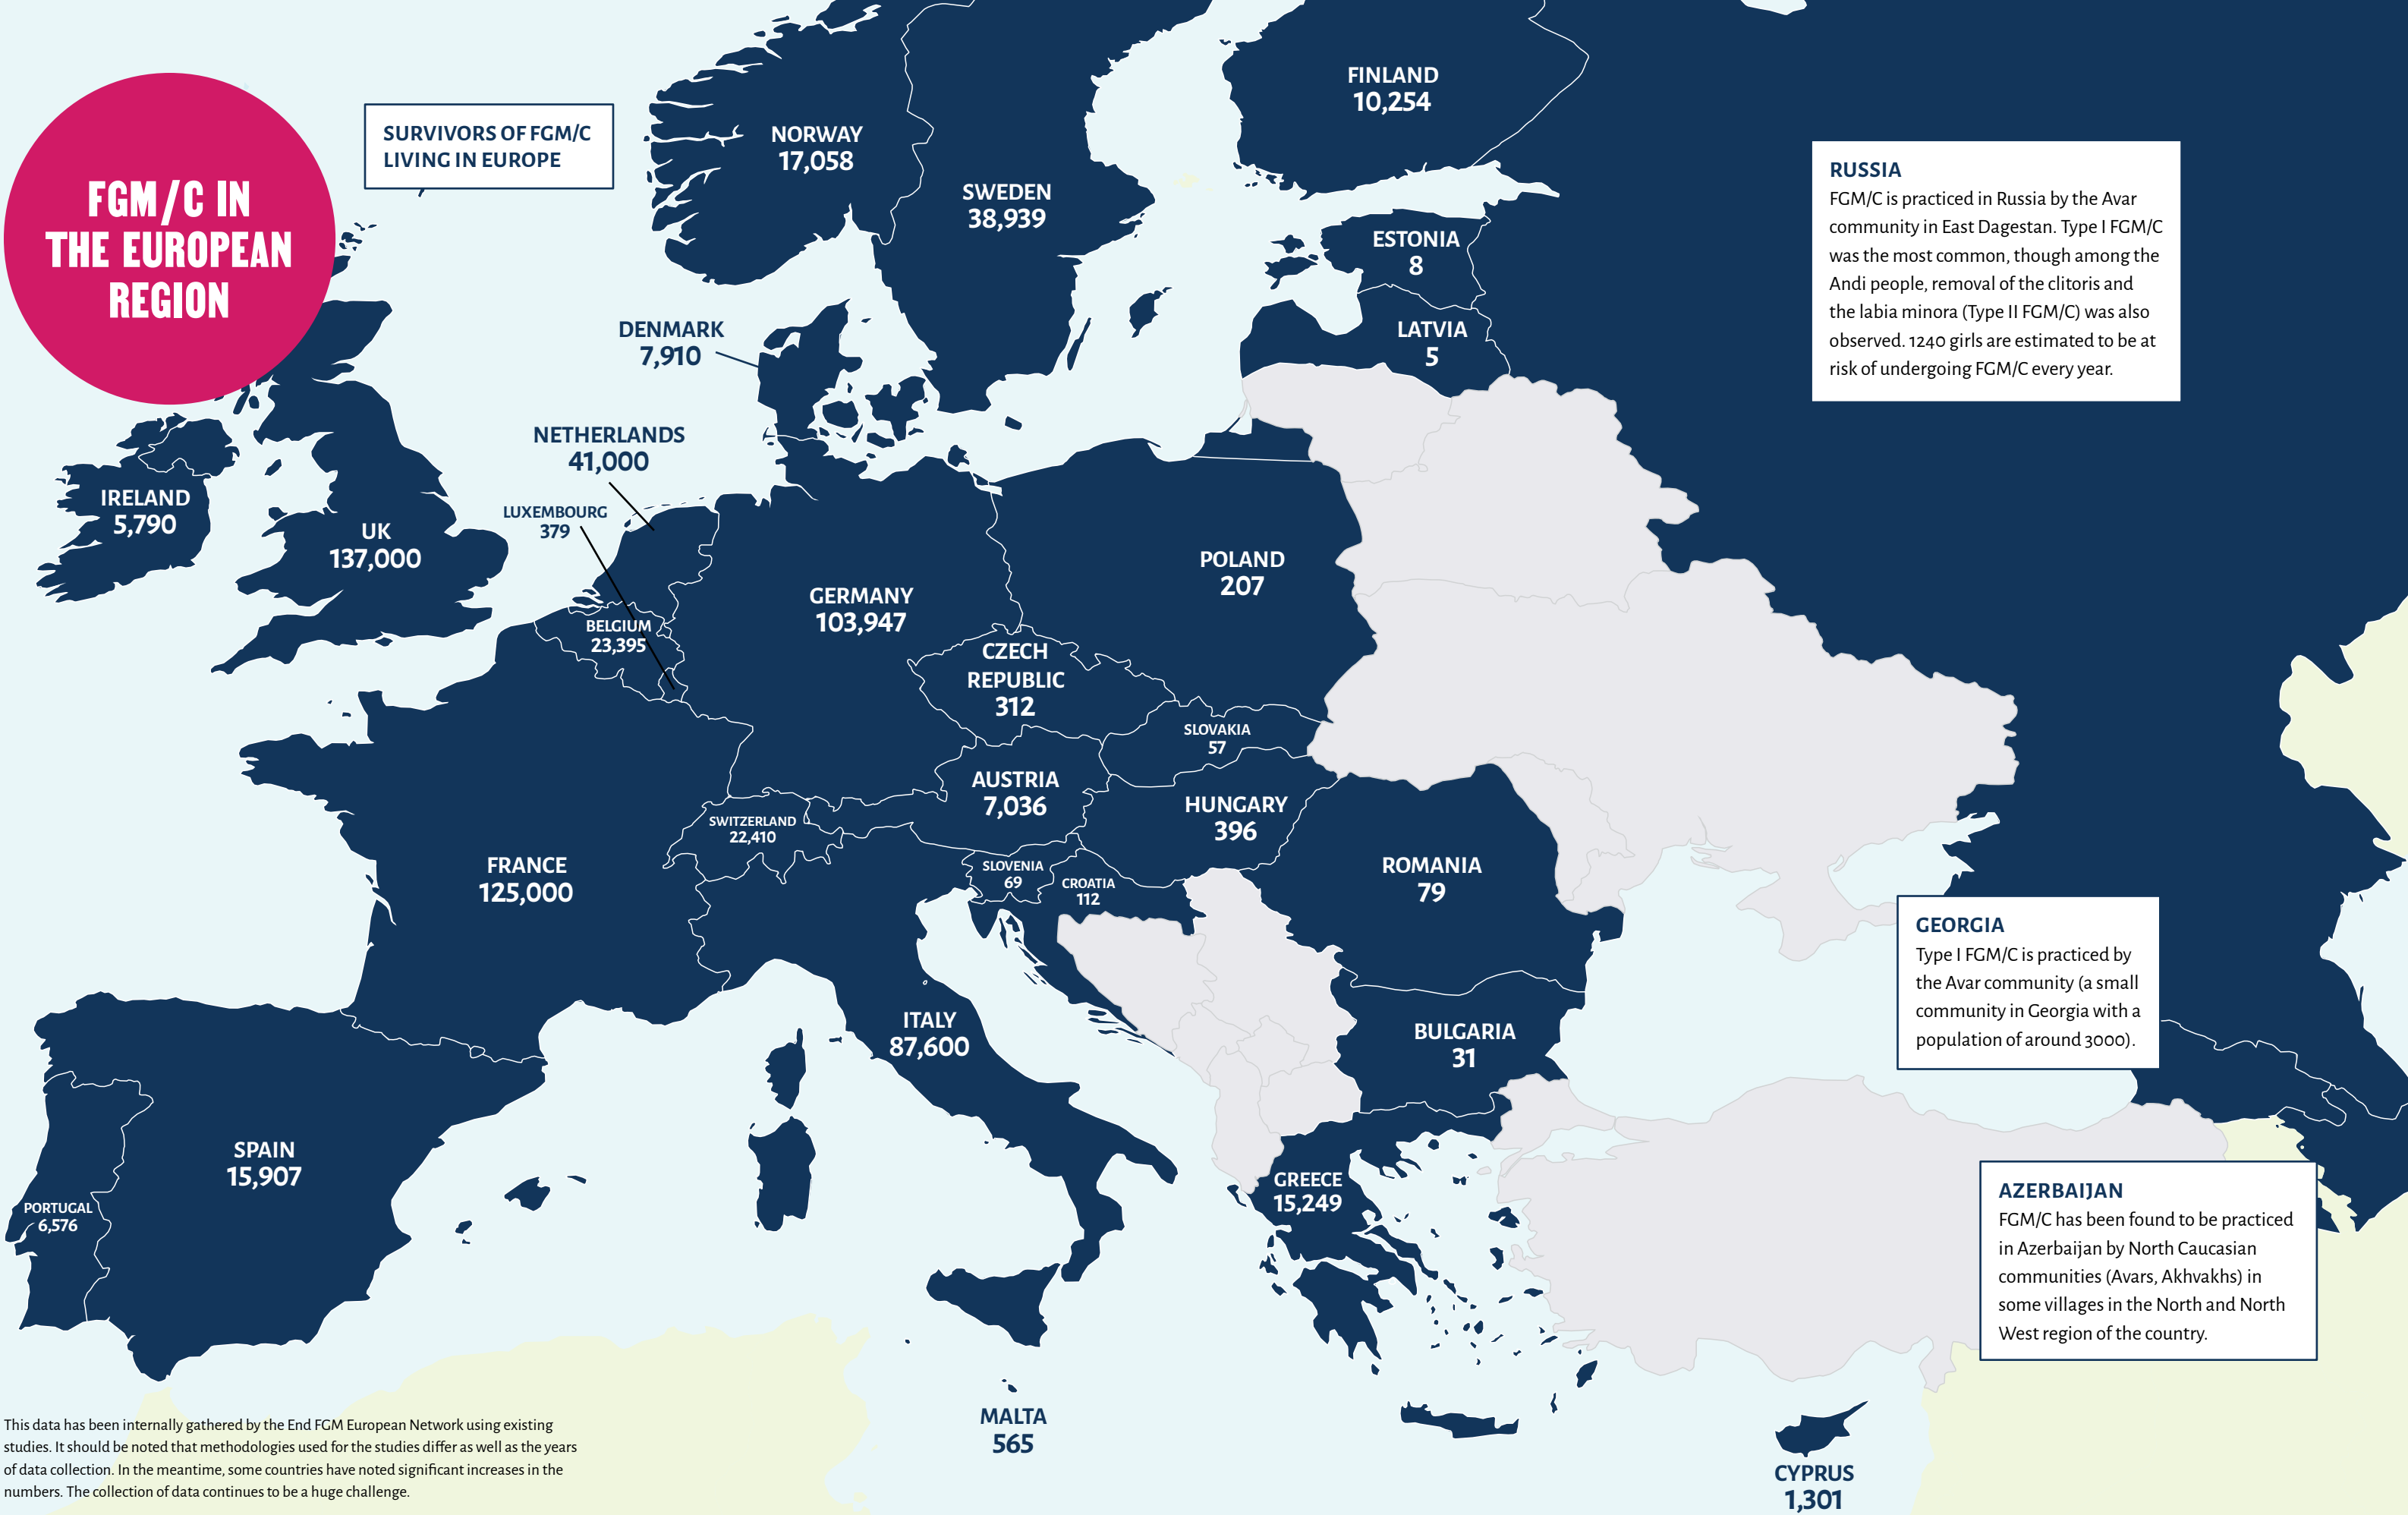 FGM/C IN
THE EUROPEAN
REGION
SURVIVORS OF FGM/C
LIVING IN EUROPE
FINLAND
10,254
NORWAY
17,058
SWEDEN
38,939
RUSSIA
FGM/C is practiced in Russia by the Avar
community in East Dagestan. Type I FGM/C
was the most common, though among the
Andi people, removal of the clitoris and
the labia minora (Type II FGM/C) was also
observed. 1240 girls are estimated to be at
risk of undergoing FGM/C every year.
ESTONIA
8
LATVIA
5
DENMARK
7,910
NETHERLANDS
41,000
LUXEMBOURG
379
IRELAND
5,790
UK
137,000
POLAND
207
GERMANY
103,947
BELGIUM
23,395
CZECH
REPUBLIC
312
SLOVAKIA
57
AUSTRIA
7,036
HUNGARY
396
SWITZERLAND
22,410
FRANCE
125,000
SLOVENIA
69
CROATIA
112
ROMANIA
79
GEORGIA
Type I FGM/C is practiced by
the Avar community (a small
community in Georgia with a
population of around 3000).
ITALY
87,600
BULGARIA
31
SPAIN
15,907
PORTUGAL
6,576
GREECE
15,249
AZERBAIJAN
FGM/C has been found to be practiced
in Azerbaijan by North Caucasian
communities (Avars, Akhvakhs) in
some villages in the North and North
West region of the country.
MALTA
565
CYPRUS
1,301
This data has been internally gathered by the End FGM European Network using existing
studies. It should be noted that methodologies used for the studies differ as well as the years
of data collection. In the meantime, some countries have noted significant increases in the
numbers. The collection of data continues to be a huge challenge.